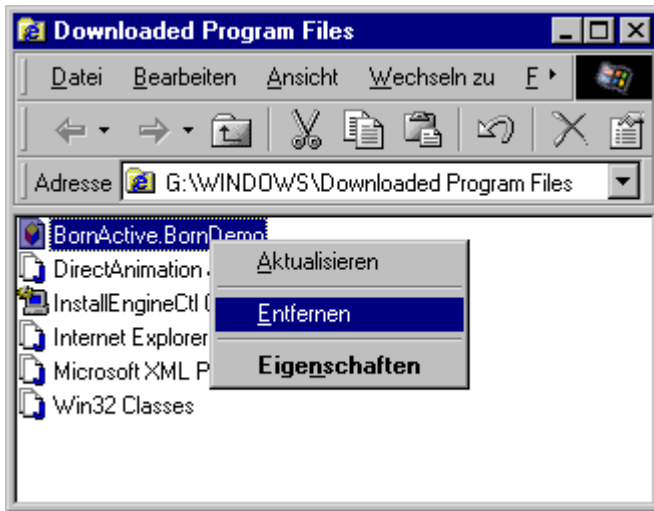 Downloaded Program Files
Datei Bearbeiten Ansicht Wechseln zu F
Adresse G:\WINDOWS\Downloaded Program Files
BornActive.BornDemo
DirectAnimation
Aktualisieren
InstallEngineCtl
Entfernen
Internet Explorer
Microsoft XML P
Eigenschaften
Win32 Classes